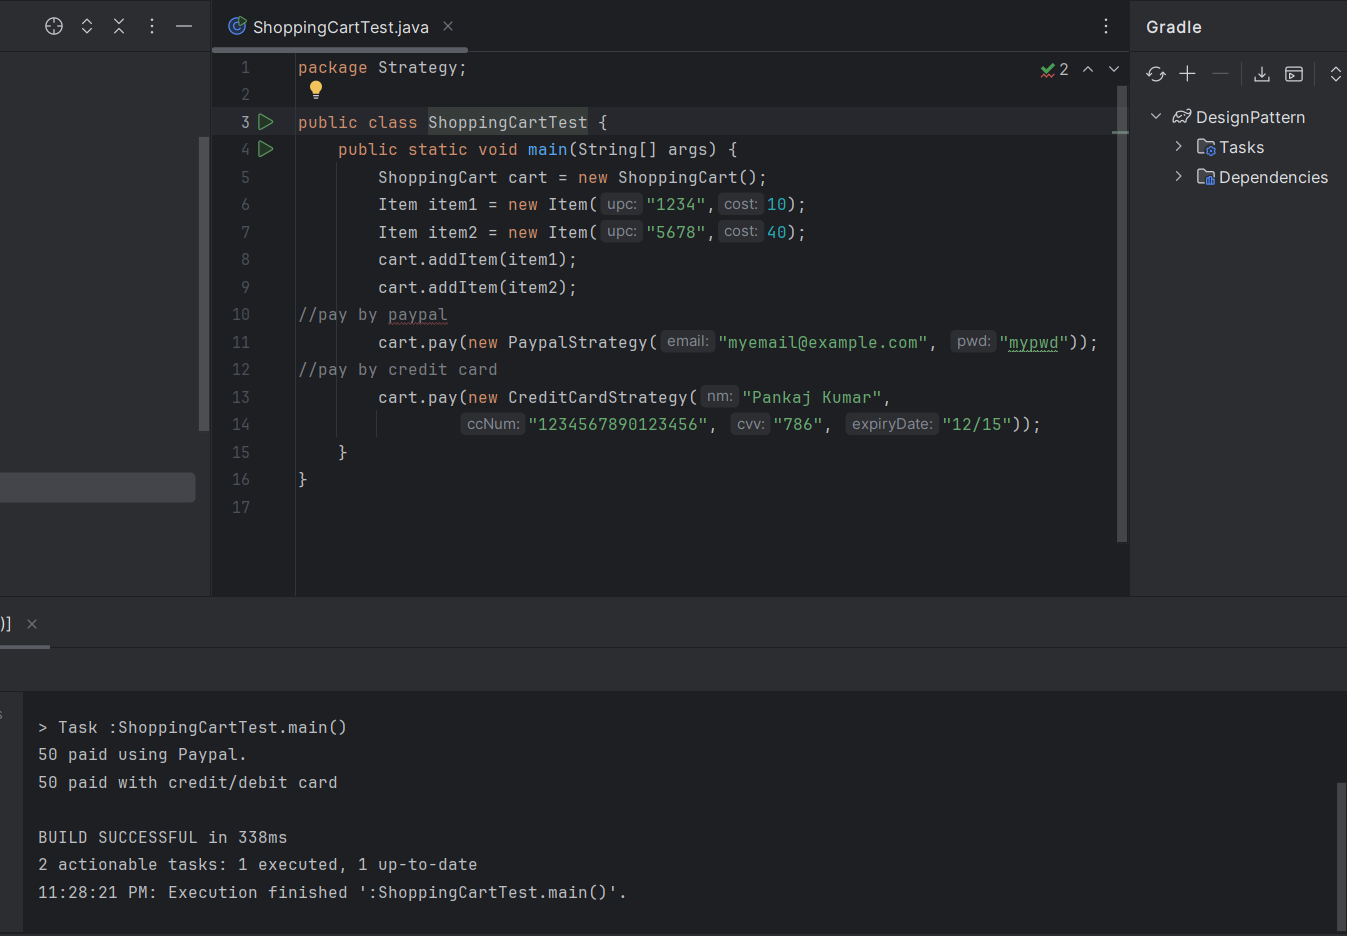 ShoppingCartTest.java
Gradle
1 package Strategy;
2
2
3 public class ShoppingCartTest {
4 public static void main(String[] args) {
5 ShoppingCart cart = new ShoppingCart();
6 Item item1 = new Item( upc: "1234", cost: 10);
7 Item item2 = new Item( upc: "5678", cost: 40);
8 cart.addItem(item1);
9 cart.addItem(item2);
10 //pay by paypal
11 cart.pay(new PaypalStrategy( email: "myemail@example.com", pwd: "mypwd"));
12 //pay by credit card
13 cart.pay(new CreditCardStrategy( nm: "Pankaj Kumar",
14 ccNum: "1234567890123456", cvv: "786", expiryDate: "12/15"));
15 }
16 }
17
DesignPattern
Tasks
Dependencies
)]
s
> Task :ShoppingCartTest.main()
50 paid using Paypal.
50 paid with credit/debit card
BUILD SUCCESSFUL in 338ms
2 actionable tasks: 1 executed, 1 up-to-date
11:28:21 PM: Execution finished ':ShoppingCartTest.main()'.